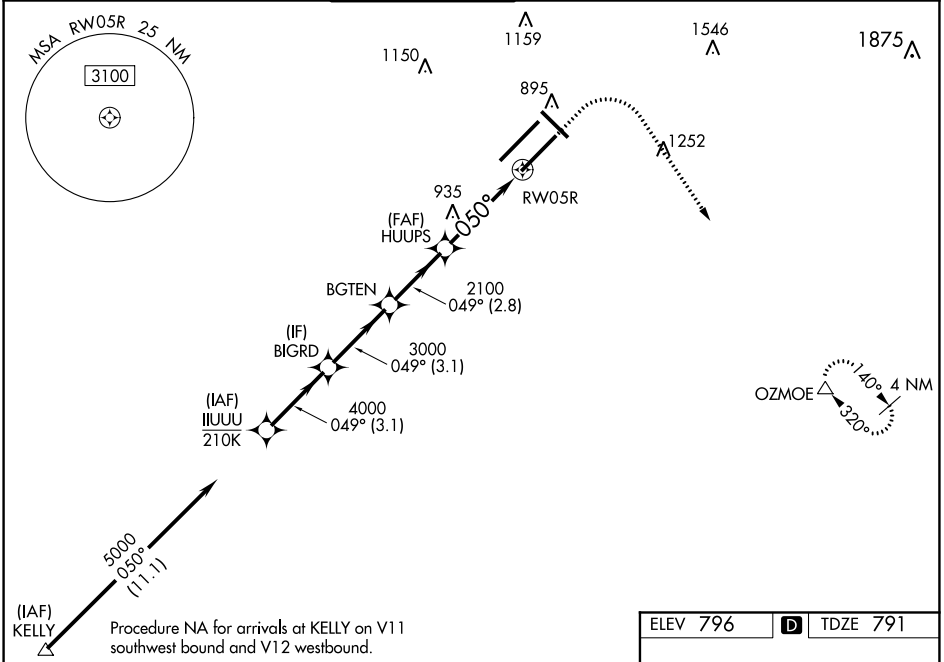 MSA RW05R 25 NM
3100
1150
1159
1546
1875
895
1252
RW05R
935
050°
(FAF)
HUUPS
BGTEN
2100
049° (2.8)
(IF)
BIGRD
3000
049° (3.1)
(IAF)
IIUUU
210K
4000
049° (3.1)
OZMOE
140°
4 NM
320°
5000
050°
(11.1)
(IAF)
KELLY
Procedure NA for arrivals at KELLY on V11
southwest bound and V12 westbound.
ELEV 796 D TDZE 791